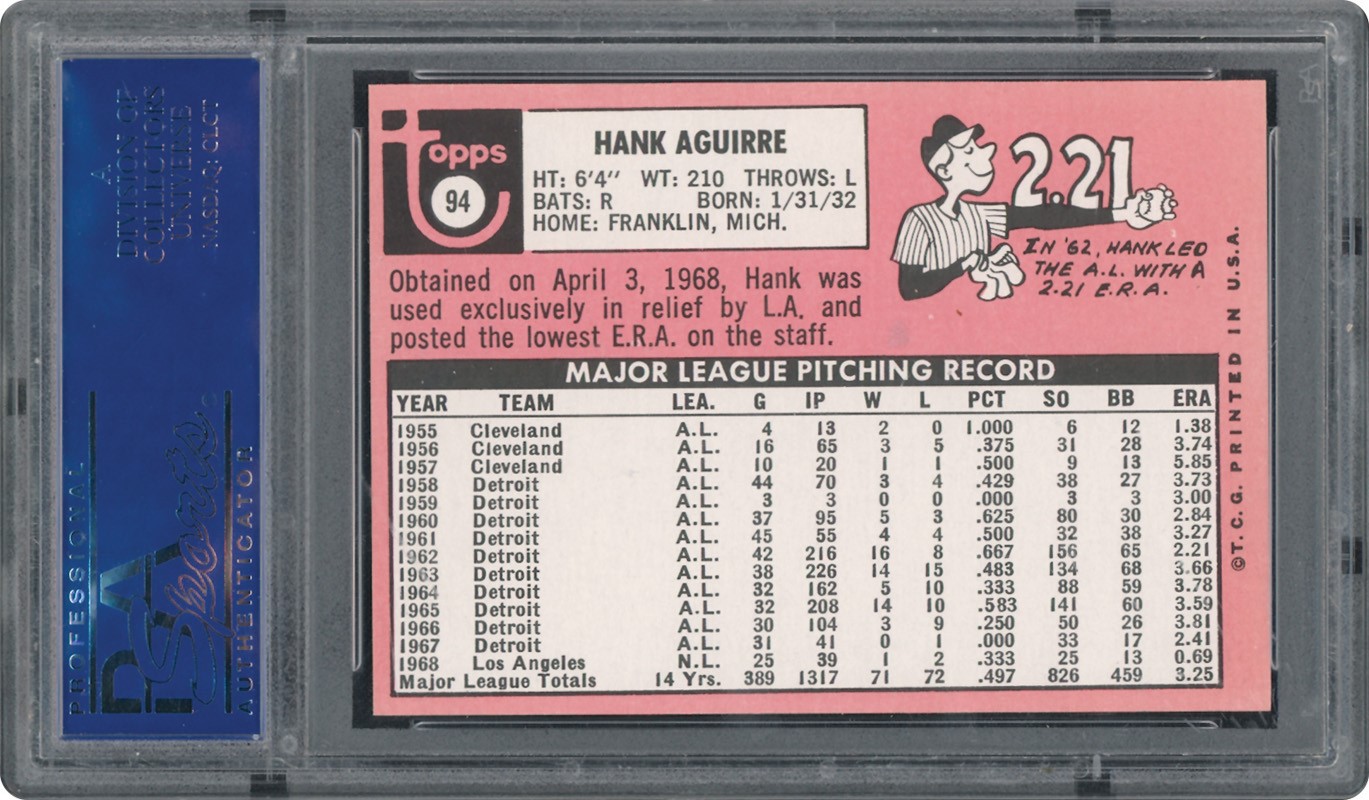 A
DIVISION OF
COLLECTORS
UNIVERSE
NASDAQ: CLCT
PROFESSIONAL
PSA
Sports
AUTHENTICATOR
Topps
94
HANK AGUIRRE
HT: 6'4" WT: 210 THROWS: L
BATS: R BORN: 1/31/32
HOME: FRANKLIN, MICH.
2.21
IN '62, HANK LED
THE A.L. WITH A
2.21 E.R.A.
Obtained on April 3, 1968, Hank was
used exclusively in relief by L.A. and
posted the lowest E.R.A. on the staff.
MAJOR LEAGUE PITCHING RECORD
YEAR TEAM LEA. G IP W L PCT SO BB ERA
1955 Cleveland A.L. 4 13 2 0 1.000 6 12 1.38
1956 Cleveland A.L. 16 65 3 5 .375 31 28 3.74
1957 Cleveland A.L. 10 20 1 1 .500 9 13 5.85
1958 Detroit A.L. 44 70 3 4 .429 38 27 3.73
1959 Detroit A.L. 3 3 0 0 .000 3 3 3.00
1960 Detroit A.L. 37 95 5 3 .625 80 30 2.84
1961 Detroit A.L. 45 55 4 4 .500 32 38 3.27
1962 Detroit A.L. 42 216 16 8 .667 156 65 2.21
1963 Detroit A.L. 38 226 14 15 .483 134 68 3.66
1964 Detroit A.L. 32 162 5 10 .333 88 59 3.78
1965 Detroit A.L. 32 208 14 10 .583 141 60 3.59
1966 Detroit A.L. 30 104 3 9 .250 50 26 3.81
1967 Detroit A.L. 31 41 0 1 .000 33 17 2.41
1968 Los Angeles N.L. 25 39 1 2 .333 25 13 0.69
Major League Totals 14 Yrs. 389 1317 71 72 .497 826 459 3.25
©T.C.G. PRINTED IN U.S.A.
PSA